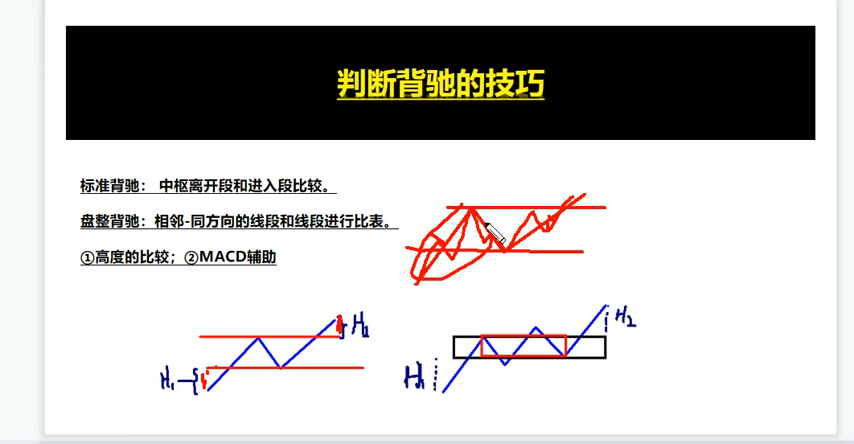 判断背驰的技巧
标准背驰： 中枢离开段和进入段比较。
盘整背驰：相邻-同方向的线段和线段进行比表。
①高度的比较；②MACD辅助
H₁
H₂